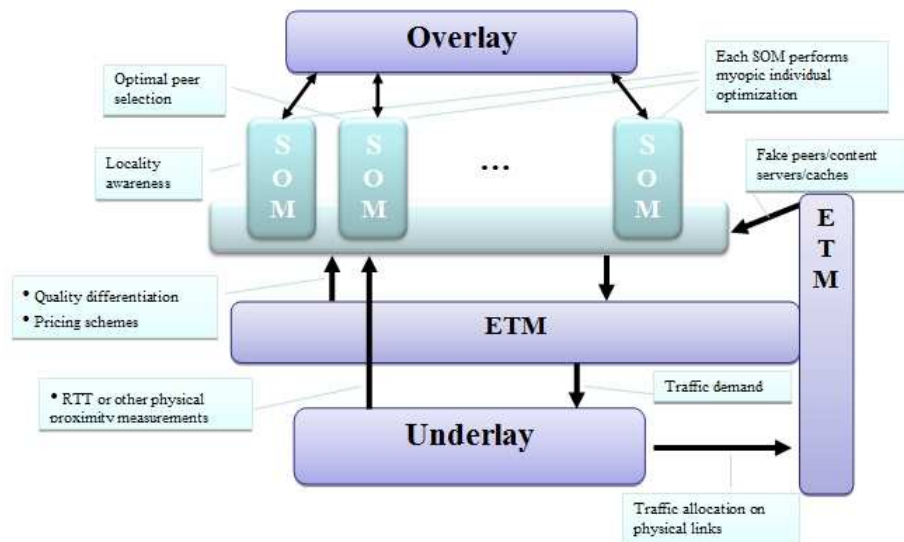 Overlay
Optimal peer
selection
Each SOM performs
myopic individual
optimization
S
O
M
S
O
M
...
S
O
M
Locality
awareness
Fake peers/content
servers/caches
E
T
M
• Quality differentiation
• Pricing schemes
ETM
• RTT or other physical
proximity measurements
Traffic demand
Underlay
Traffic allocation on
physical links